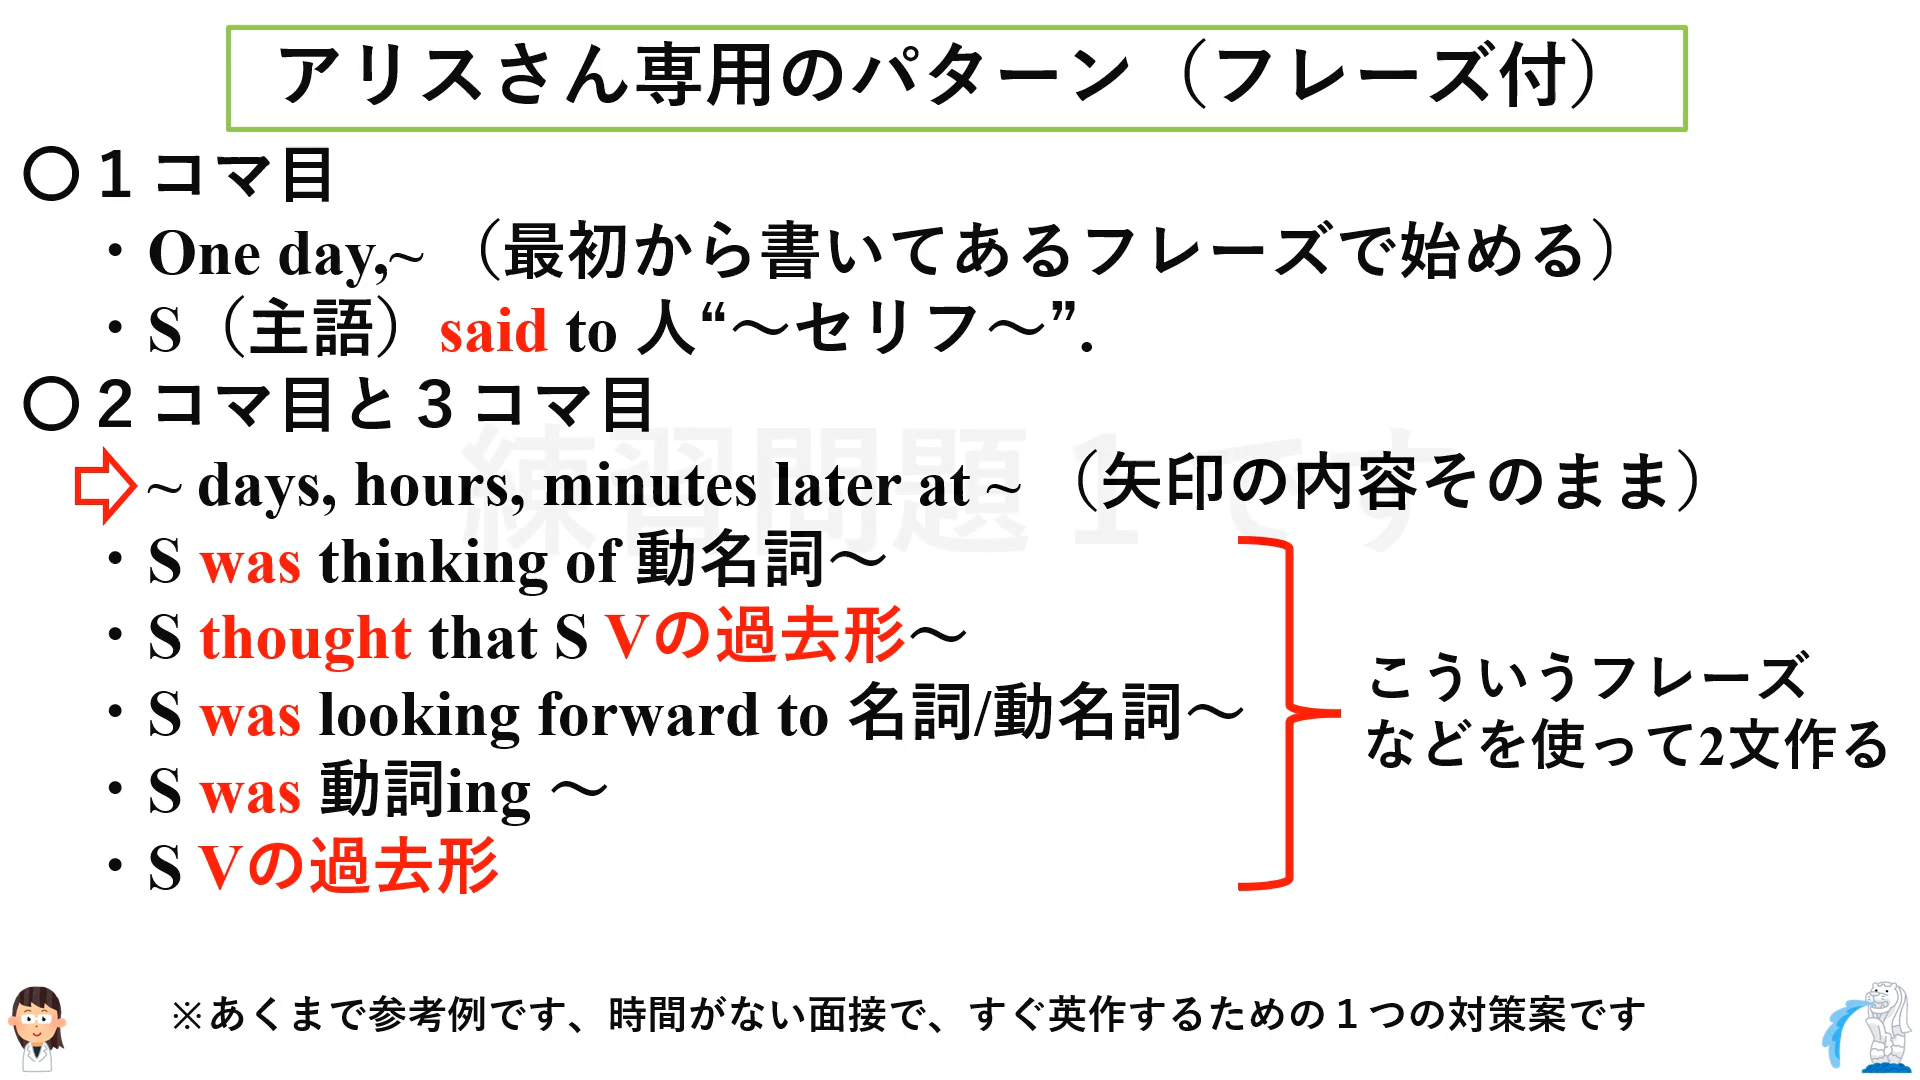 アリスさん専用のパターン（フレーズ付）
〇１コマ目
・One day,~（最初から書いてあるフレーズで始める）
・S（主語）said to 人“～セリフ～”.
〇２コマ目と３コマ目
~ days, hours, minutes later at ~（矢印の内容そのまま）
・S was thinking of 動名詞～
・S thought that S Vの過去形～
・S was looking forward to 名詞/動名詞～
・S was 動詞ing ～
・S Vの過去形
こういうフレーズ
などを使って2文作る
練習問題１です
※あくまで参考例です、時間がない面接で、すぐ英作するための１つの対策案です